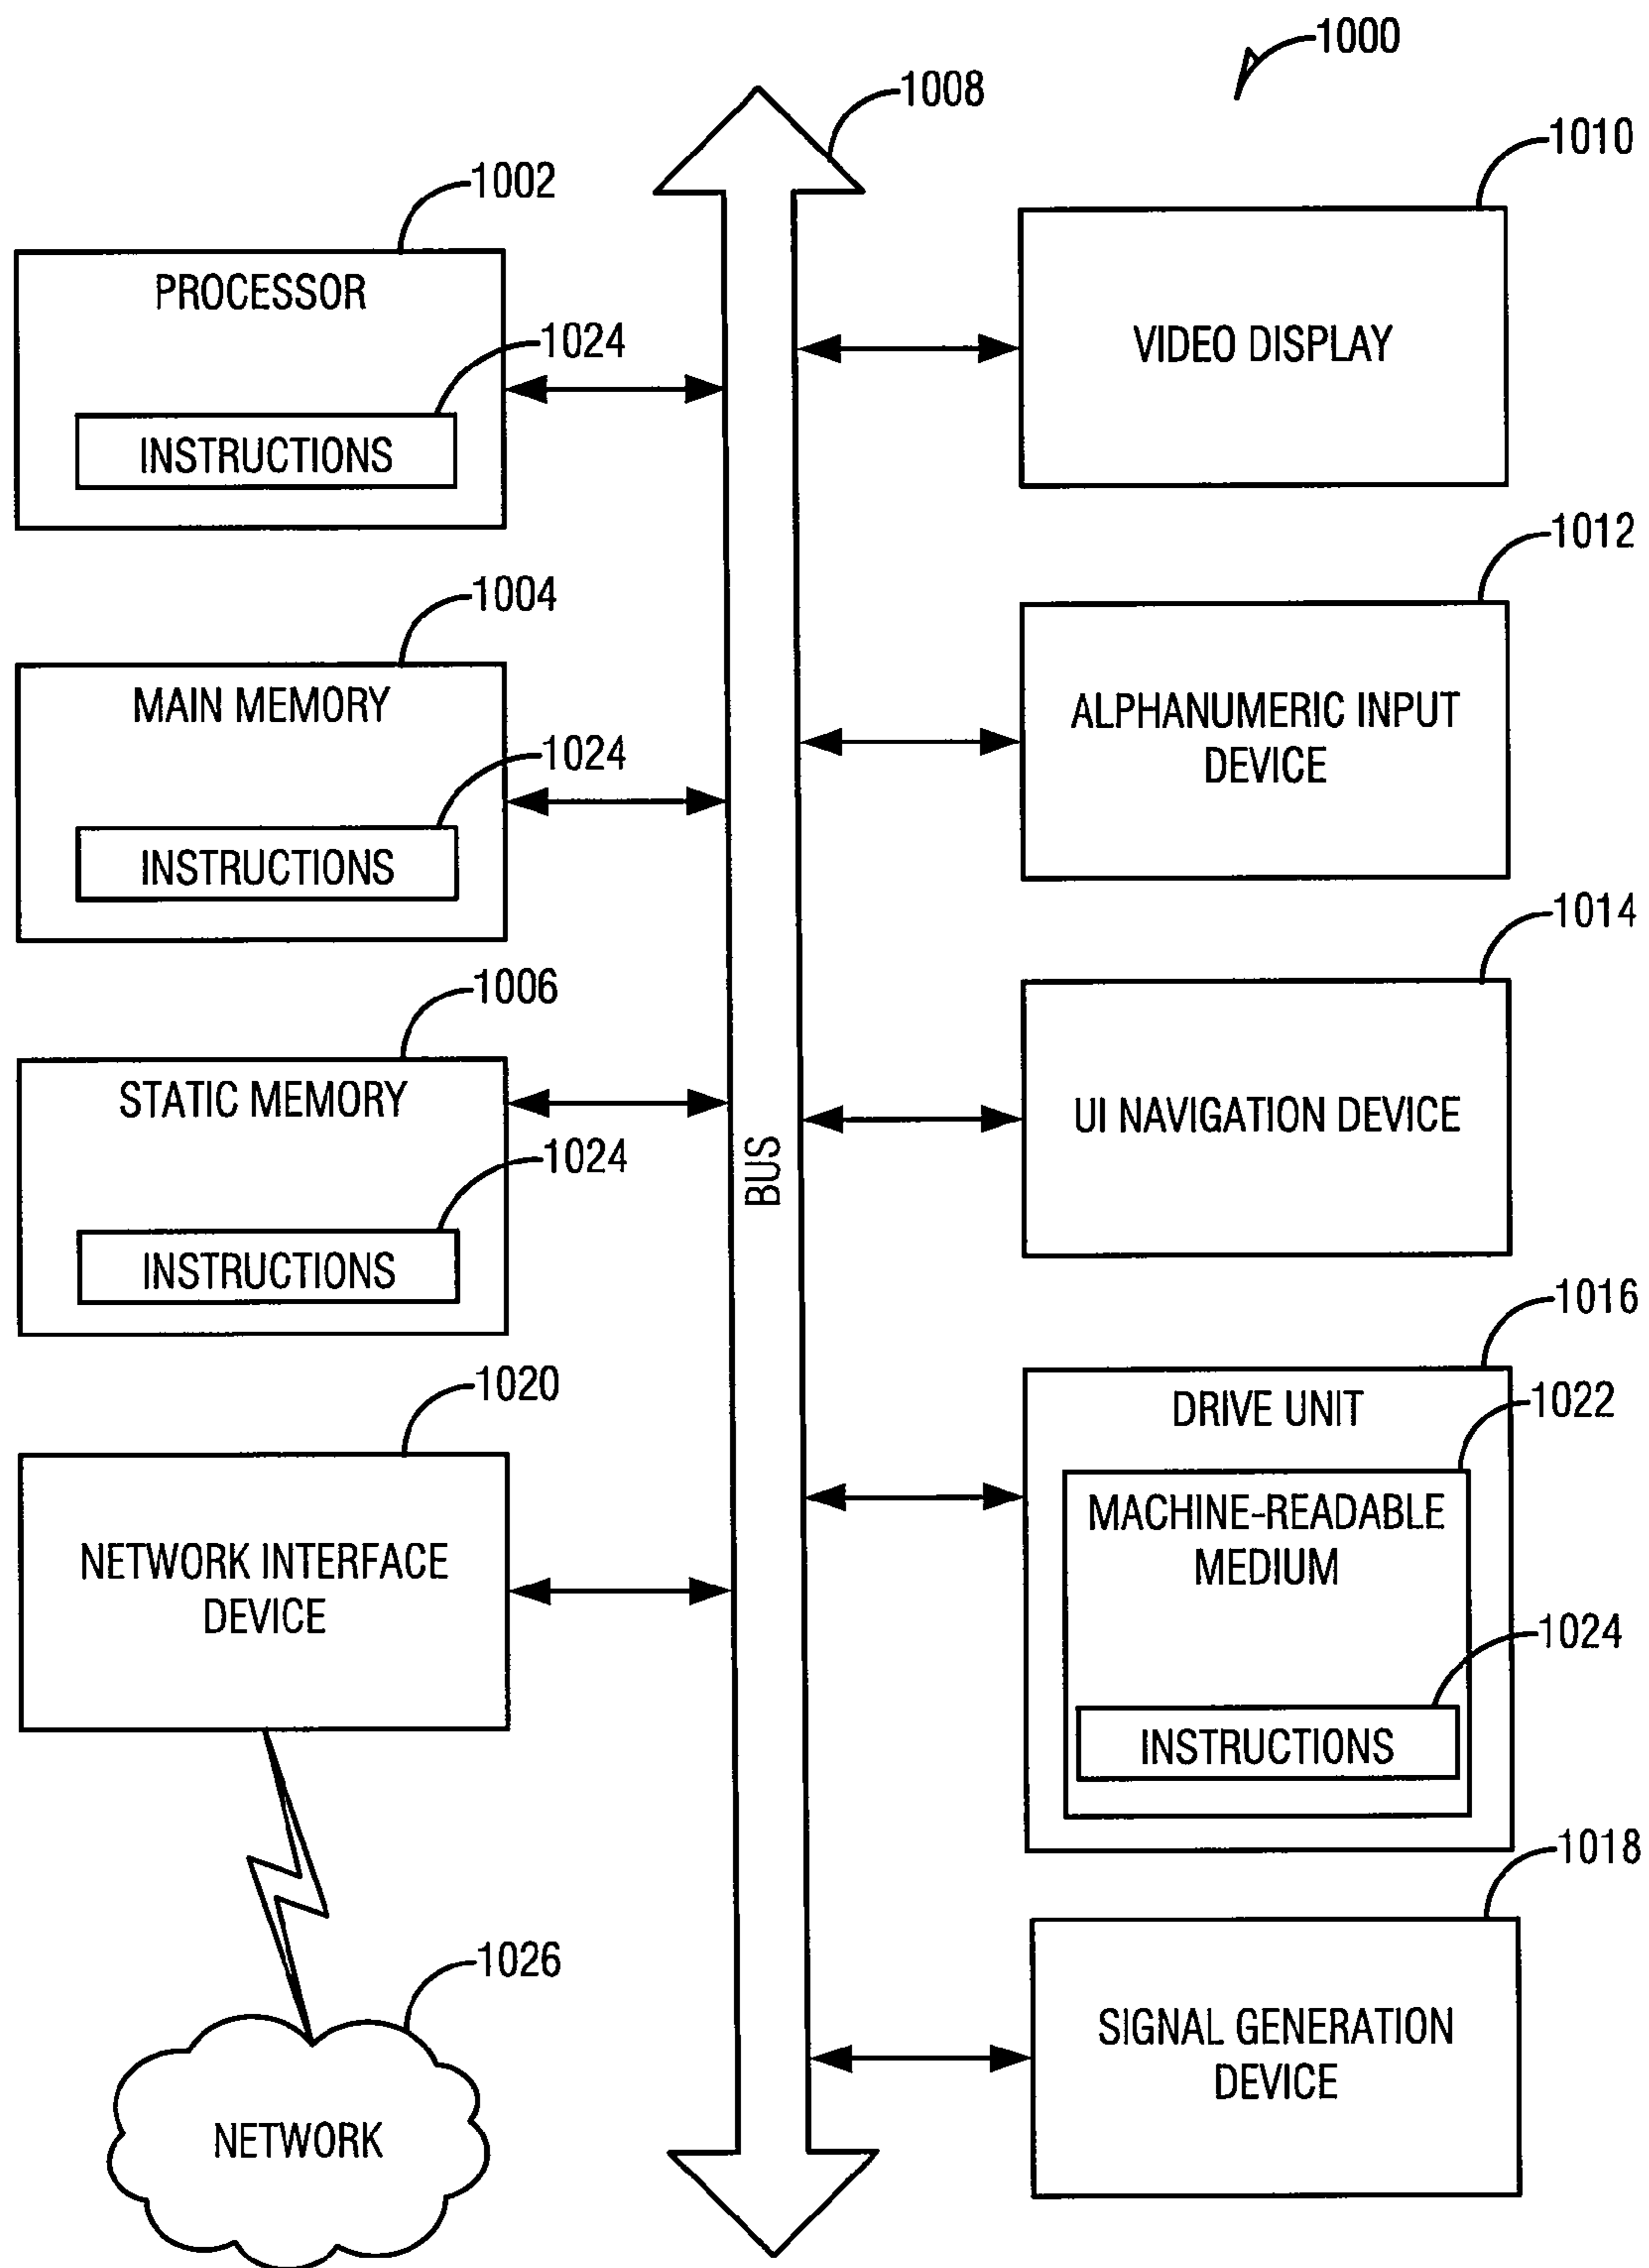 1000
1008
1010
1002
PROCESSOR
1024
INSTRUCTIONS
VIDEO DISPLAY
1012
1004
MAIN MEMORY
1024
INSTRUCTIONS
ALPHANUMERIC INPUT
DEVICE
1014
1006
STATIC MEMORY
1024
INSTRUCTIONS
BUS
UI NAVIGATION DEVICE
1016
1020
NETWORK INTERFACE
DEVICE
DRIVE UNIT
1022
MACHINE-READABLE
MEDIUM
1024
INSTRUCTIONS
1018
1026
NETWORK
SIGNAL GENERATION
DEVICE